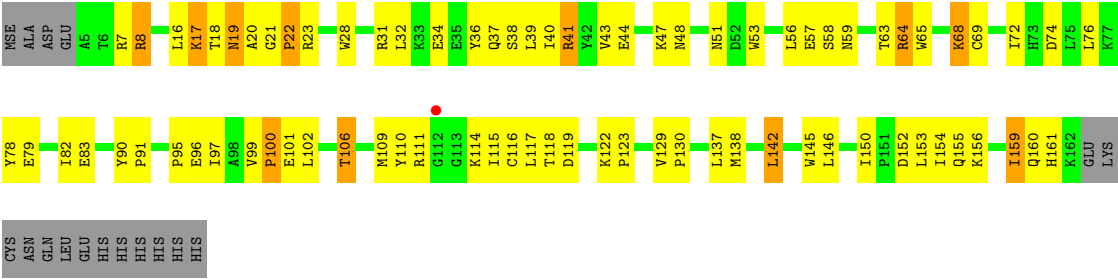 MSE ALA ASP GLU A5 T6 R7 R8 L16 K17 T18 N19 A20 G21 P22 R23 W28 R31 L32 K33 E34 E35 Y36 Q37 S38 L39 I40 R41 Y42 V43 E44 K47 N48 N51 D52 W53 L56 E57 S58 N59 T63 R64 W65 K68 C69 I72 H73 D74 L75 L76 K77
Y78 E79 I82 E83 Y90 P91 P95 E96 I97 A98 V99 P100 E101 L102 T106 M109 Y110 R111 G112 G113 K114 I115 C116 L117 T118 D119 K122 P123 V129 P130 L137 M138 L142 W145 L146 I150 P151 D152 L153 I154 Q155 K156 I159 Q160 H161 K162 GLU LYS
CYS ASN GLN LEU GLU HIS HIS HIS HIS HIS HIS